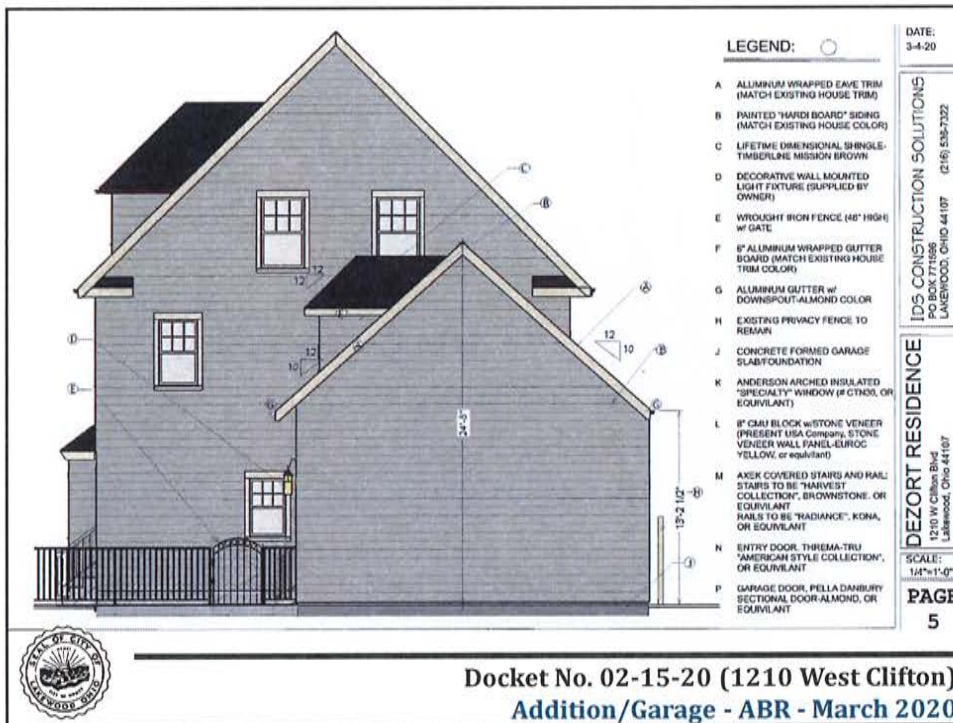 LEGEND:
A ALUMINUM WRAPPED EAVE TRIM
(MATCH EXISTING HOUSE TRIM)
B PAINTED "HARDI BOARD" SIDING
(MATCH EXISTING HOUSE COLOR)
C LIFETIME DIMENSIONAL SHINGLE-
TIMBERLINE MISSION BROWN
D DECORATIVE WALL MOUNTED
LIGHT FIXTURE (SUPPLIED BY
OWNER)
E WROUGHT IRON FENCE (48" HIGH)
w/ GATE
F 6" ALUMINUM WRAPPED GUTTER
BOARD (MATCH EXISTING HOUSE
TRIM COLOR)
G ALUMINUM GUTTER w/
DOWNSPOUT-ALMOND COLOR
H EXISTING PRIVACY FENCE TO
REMAIN
J CONCRETE FORMED GARAGE
SLAB/FOUNDATION
K ANDERSON ARCHED INSULATED
"SPECIALTY" WINDOW (# CTN30, OR
EQUIVILANT)
L 8" CMU BLOCK w/STONE VENEER
(PRESENT USA Company, STONE
VENEER WALL PANEL-EUROC
YELLOW, or equivilant)
M AXEK COVERED STAIRS AND RAIL:
STAIRS TO BE "HARVEST
COLLECTION", BROWNSTONE, OR
EQUIVILANT
RAILS TO BE "RADIANCE", KONA,
OR EQUIVILANT
N ENTRY DOOR, THREMA-TRU
"AMERICAN STYLE COLLECTION",
OR EQUIVILANT
P GARAGE DOOR, PELLA DANBURY
SECTIONAL DOOR-ALMOND, OR
EQUIVILANT
DATE:
3-4-20
IDS CONSTRUCTION SOLUTIONS
PO BOX 771596 (216) 536-7322
LAKEWOOD, OHIO 44107
DEZORT RESIDENCE
1210 W Clifton Blvd
Lakewood, Ohio 44107
SCALE:
1/4"=1'-0"
PAGE
5
C
B
12
12
A
D
F
12
10
12
10
B
E
G
G
24'-5"
13'-2 1/2"
H
J
SEAL OF CITY OF
LAKEWOOD OHIO
Docket No. 02-15-20 (1210 West Clifton)
Addition/Garage - ABR - March 2020